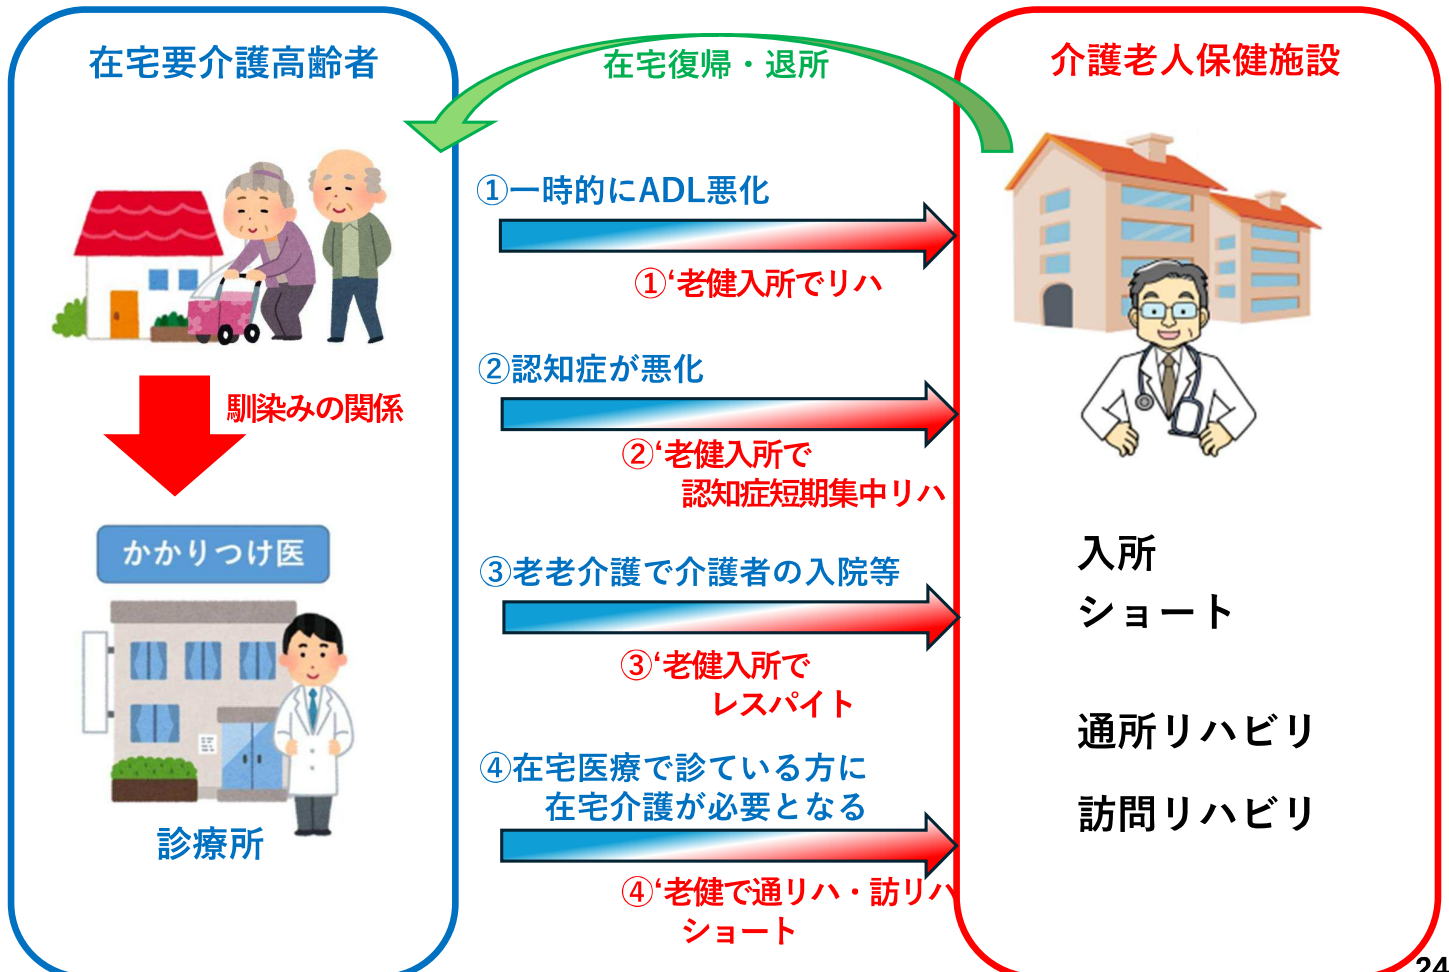 在宅要介護高齢者
在宅復帰・退所
介護老人保健施設
①一時的にADL悪化
①‘老健入所でリハ
馴染みの関係
②認知症が悪化
②‘老健入所で
認知症短期集中リハ
かかりつけ医
診療所
③老老介護で介護者の入院等
③‘老健入所で
レスパイト
④在宅医療で診ている方に
在宅介護が必要となる
④‘老健で通リハ・訪リハ
ショート
入所
ショート
通所リハビリ
訪問リハビリ
24